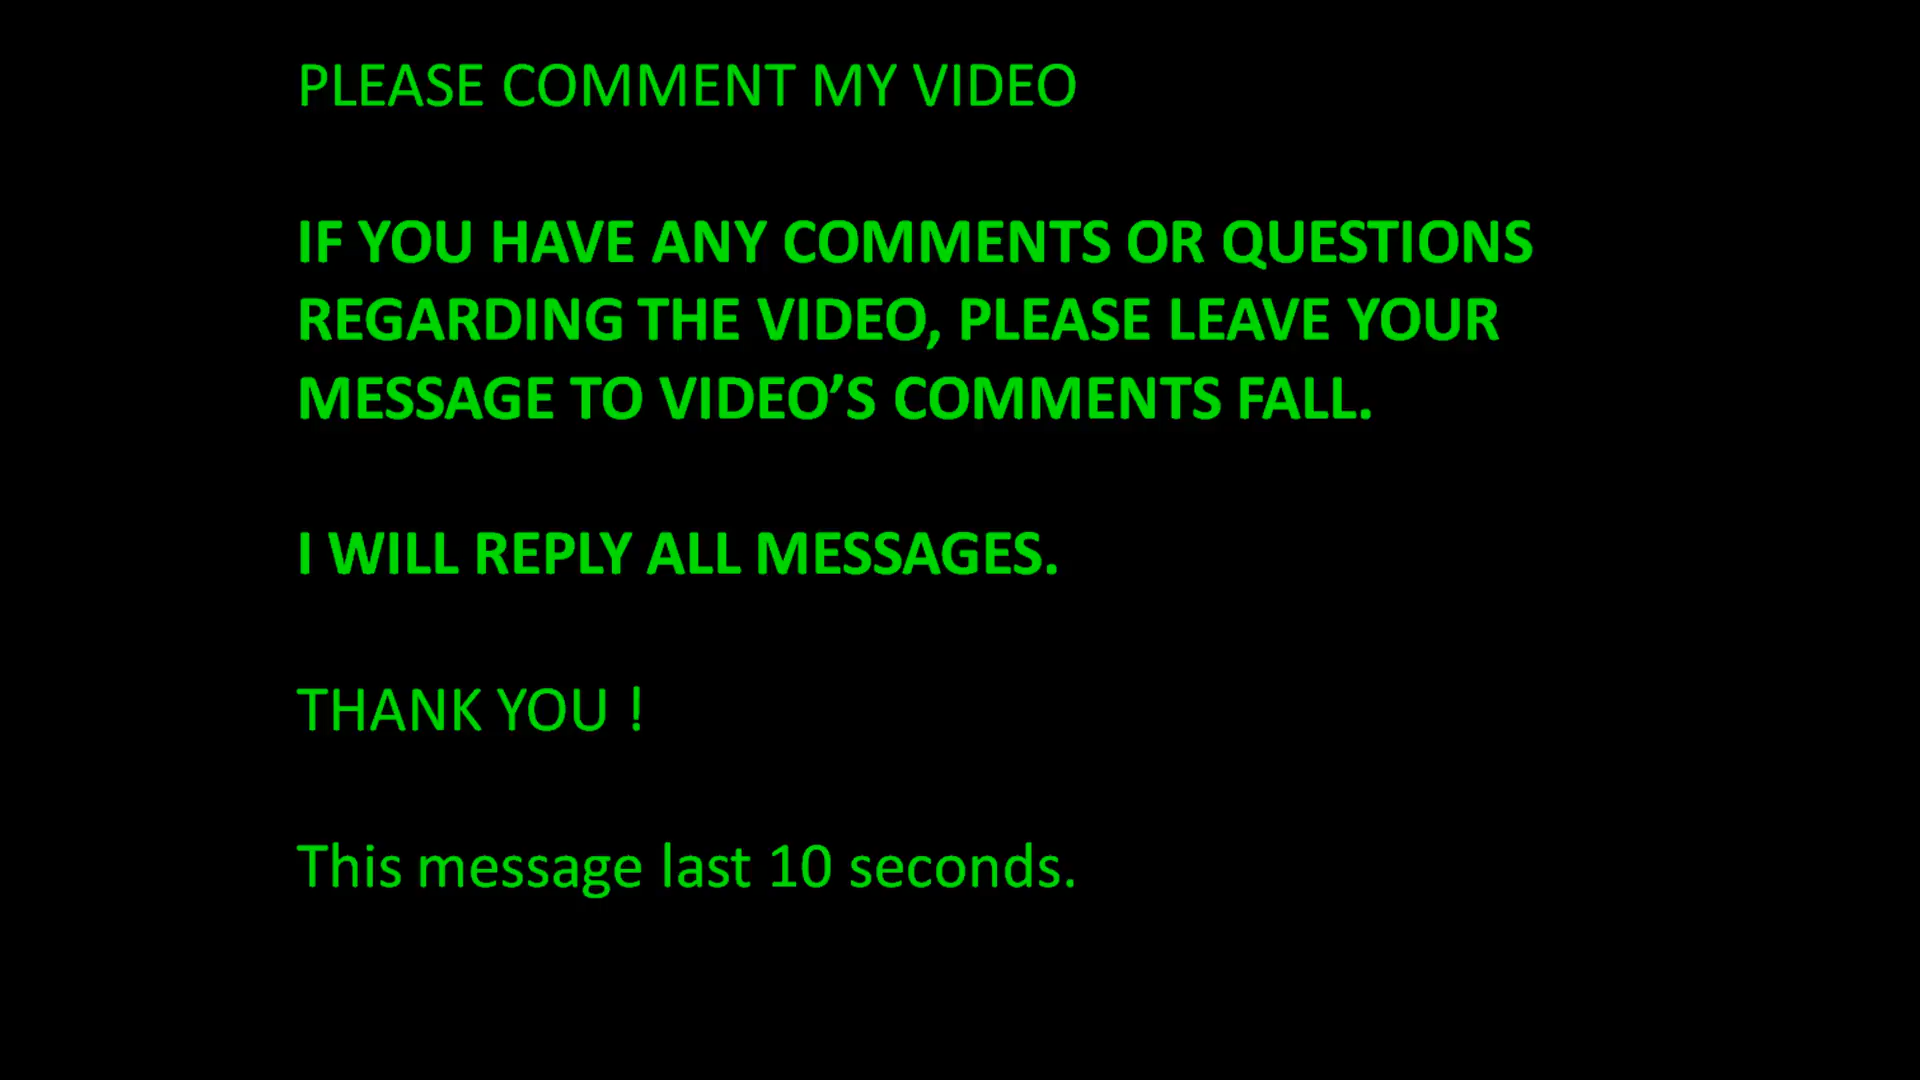 PLEASE COMMENT MY VIDEO
IF YOU HAVE ANY COMMENTS OR QUESTIONS
REGARDING THE VIDEO, PLEASE LEAVE YOUR
MESSAGE TO VIDEO’S COMMENTS FALL.
I WILL REPLY ALL MESSAGES.
THANK YOU !
This message last 10 seconds.